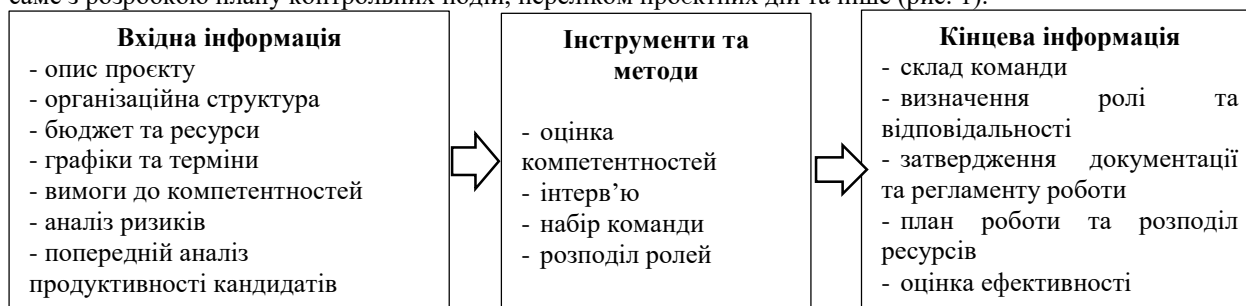 саме з розробкою плану контрольних подій, переліком проєктних дій та інше (рис. 1).
Вхідна інформація
- опис проєкту
- організаційна структура
- бюджет та ресурси
- графіки та терміни
- вимоги до компетентностей
- аналіз ризиків
- попередній аналіз
продуктивності кандидатів
Інструменти та
методи
- оцінка
компетентностей
- інтерв’ю
- набір команди
- розподіл ролей
Кінцева інформація
- склад команди
- визначення ролі та
відповідальності
- затвердження документації
та регламенту роботи
- план роботи та розподіл
ресурсів
- оцінка ефективності